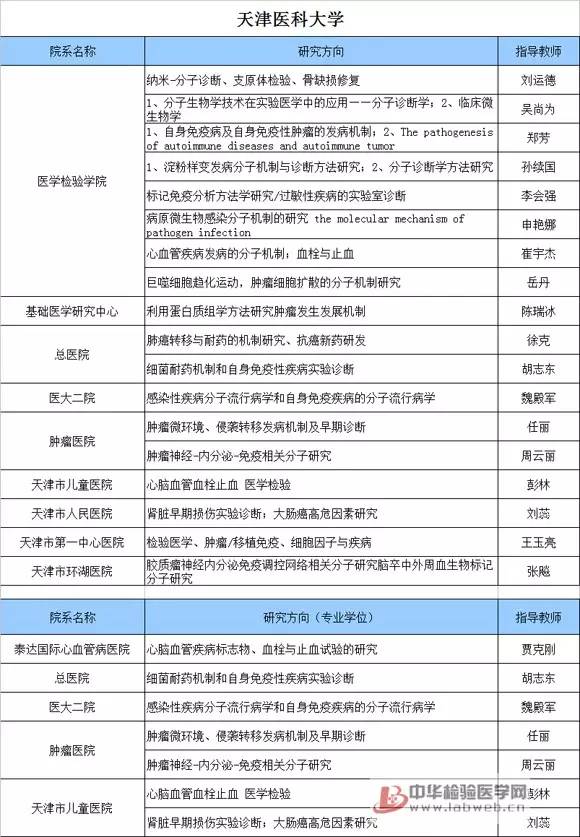 天津医科大学
院系名称 研究方向 指导教师
医学检验学院
纳米-分子诊断、支原体检验、骨缺损修复 刘运德
1、分子生物学技术在实验医学中的应用——分子诊断学；2、临床微
生物学 吴尚为
1、自身免疫病及自身免疫性肿瘤的发病机制；2、The pathogenesis
of autoimmune diseases and autoimmune tumor 郑芳
1、淀粉样变发病分子机制与诊断方法研究；2、分子诊断学方法研究 孙续国
标记免疫分析方法学研究/过敏性疾病的实验室诊断 李会强
病原微生物感染分子机制的研究 the molecular mechanism of
pathogen infection 申艳娜
心血管疾病发病的分子机制；血栓与止血 崔宇杰
巨噬细胞趋化运动，肿瘤细胞扩散的分子机制研究 岳丹
基础医学研究中心 利用蛋白质组学方法研究肿瘤发生发展机制 陈瑞冰
总医院
肺癌转移与耐药的机制研究、抗癌新药研发 徐克
细菌耐药机制和自身免疫性疾病实验诊断 胡志东
医大二院 感染性疾病分子流行病学和自身免疫疾病的分子流行病学 魏殿军
肿瘤医院
肿瘤微环境、侵袭转移发病机制及早期诊断 任丽
肿瘤神经-内分泌-免疫相关分子研究 周云丽
天津市儿童医院 心脑血管血栓止血 医学检验 彭林
天津市人民医院 肾脏早期损伤实验诊断；大肠癌高危因素研究 刘蕊
天津市第一中心医院 检验医学、肿瘤/移植免疫、细胞因子与疾病 王玉亮
天津市环湖医院
胶质瘤神经内分泌免疫调控网络相关分子研究脑卒中外周血生物标记
分子研究 张飚
院系名称 研究方向（专业学位） 指导教师
泰达国际心血管病医院 心脑血管疾病标志物、血栓与止血试验的研究 贾克刚
总医院 细菌耐药机制和自身免疫性疾病实验诊断 胡志东
医大二院 感染性疾病分子流行病学和自身免疫疾病的分子流行病学 魏殿军
肿瘤医院
肿瘤微环境、侵袭转移发病机制及早期诊断 任丽
肿瘤神经-内分泌-免疫相关分子研究 周云丽
天津市儿童医院
心脑血管血栓止血 医学检验 彭林
肾脏早期损伤实验诊断；大肠癌高危因素研究 刘蕊
中华检验医学网
www.labweb.cn